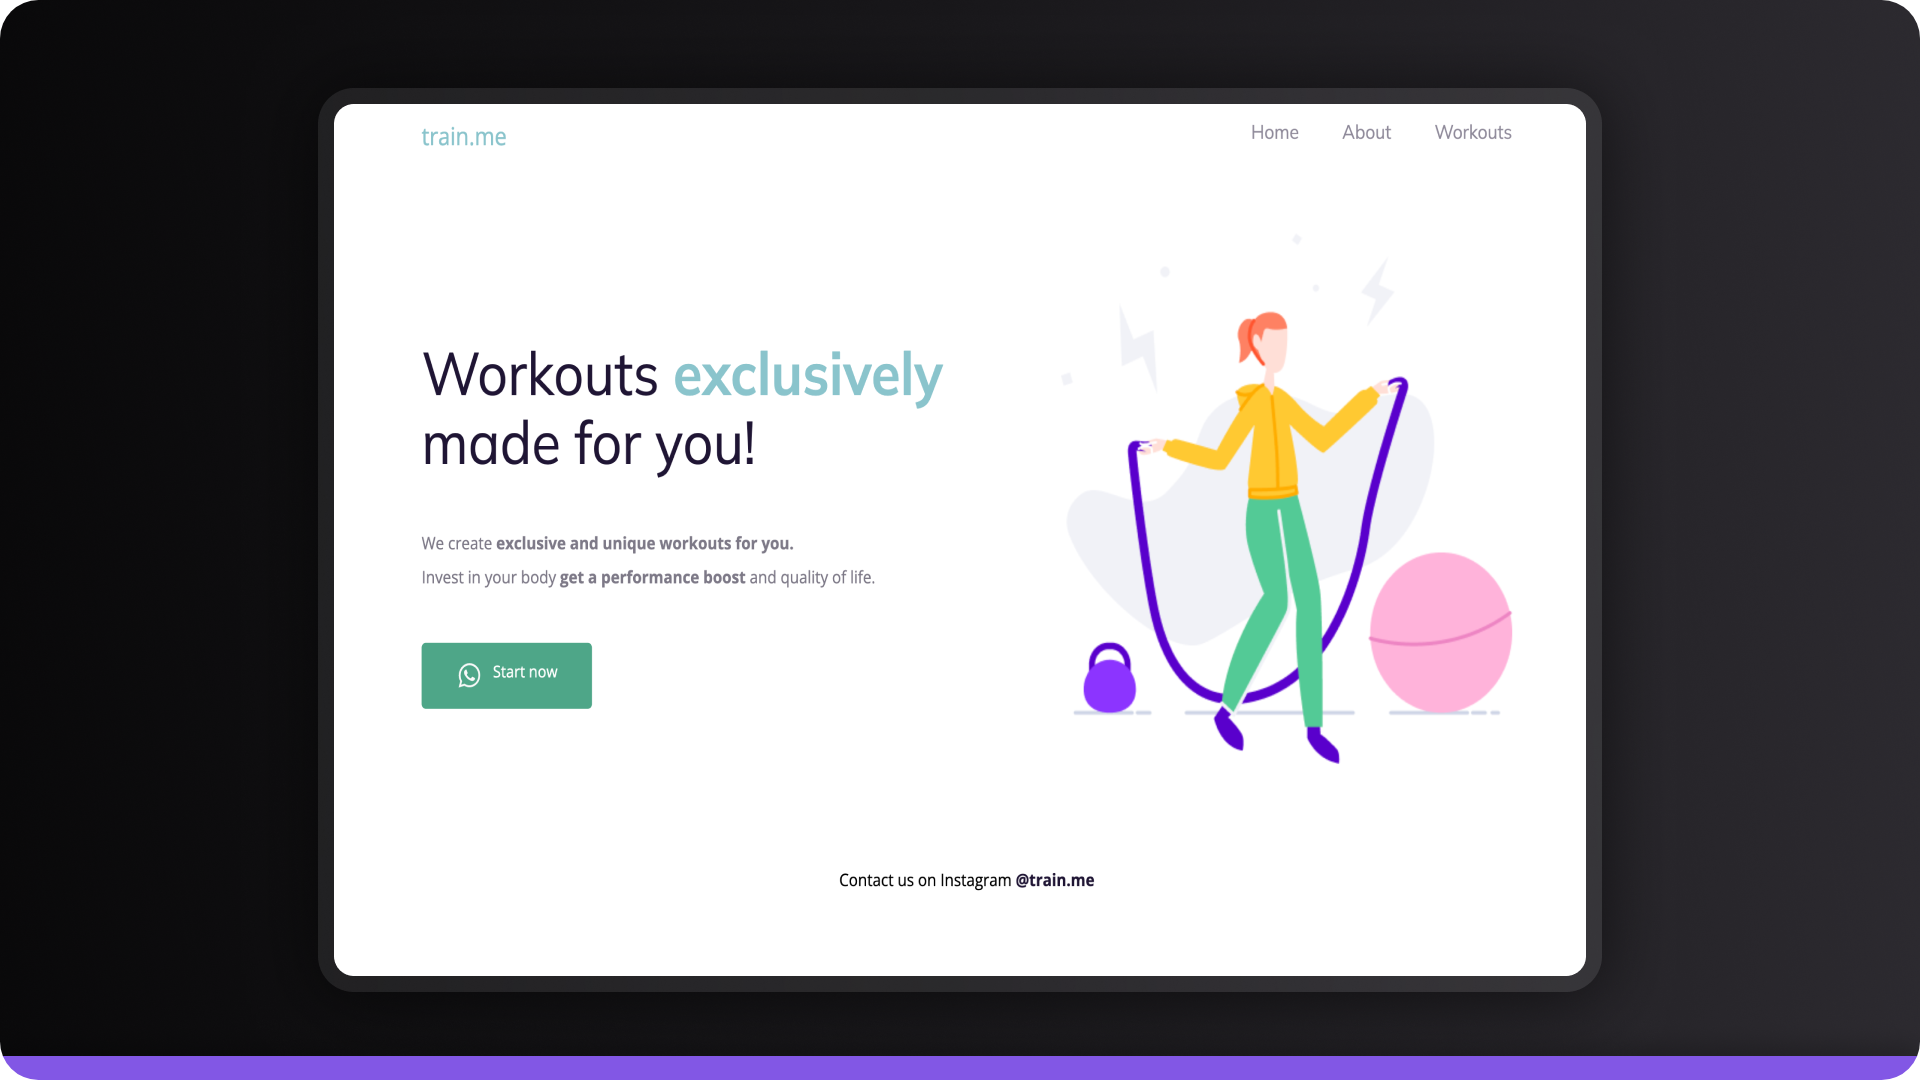 train.me
Home
About
Workouts
Workouts exclusively
made for you!
We create exclusive and unique workouts for you.
Invest in your body get a performance boost and quality of life.
Start now
Contact us on Instagram @train.me